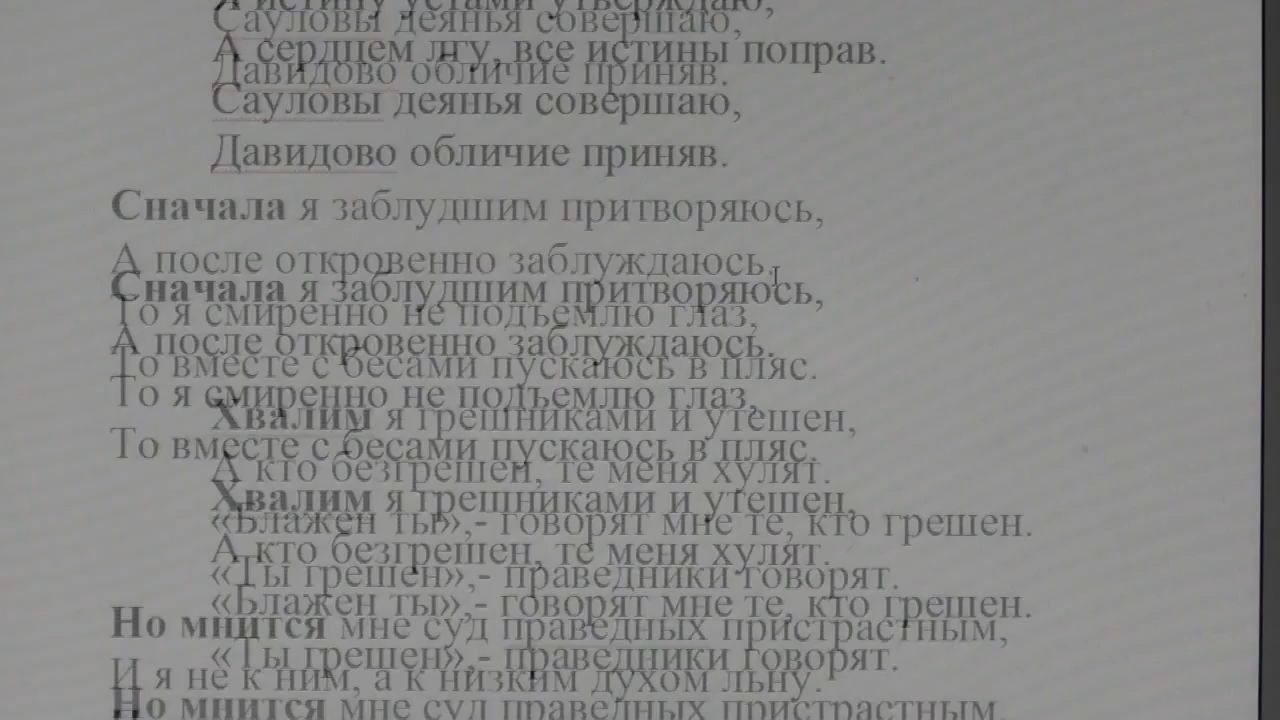 Я истину устами утверждаю,
Сауловы деянья совершаю,
А сердцем лгу, все истины поправ.
Давидово обличие приняв.
Сауловы деянья совершаю,
Давидово обличие приняв.
Сначала я заблудшим притворяюсь,
А после откровенно заблуждаюсь.
Сначала я заблудшим притворяюсь,
То я смиренно не подъемлю глаз,
А после откровенно заблуждаюсь.
То вместе с бесами пускаюсь в пляс.
То я смиренно не подъемлю глаз,
Хвалим я грешниками и утешен,
То вместе с бесами пускаюсь в пляс.
А кто безгрешен, те меня хулят.
Хвалим я грешниками и утешен,
«Блажен ты»,- говорят мне те, кто грешен.
А кто безгрешен, те меня хулят.
«Ты грешен»,- праведники говорят.
«Блажен ты»,- говорят мне те, кто грешен.
Но мнится мне суд праведных пристрастным,
«Ты грешен»,- праведники говорят.
И я не к ним, а к низким духом льну.
Но мнится мне суд праведных пристрастным,